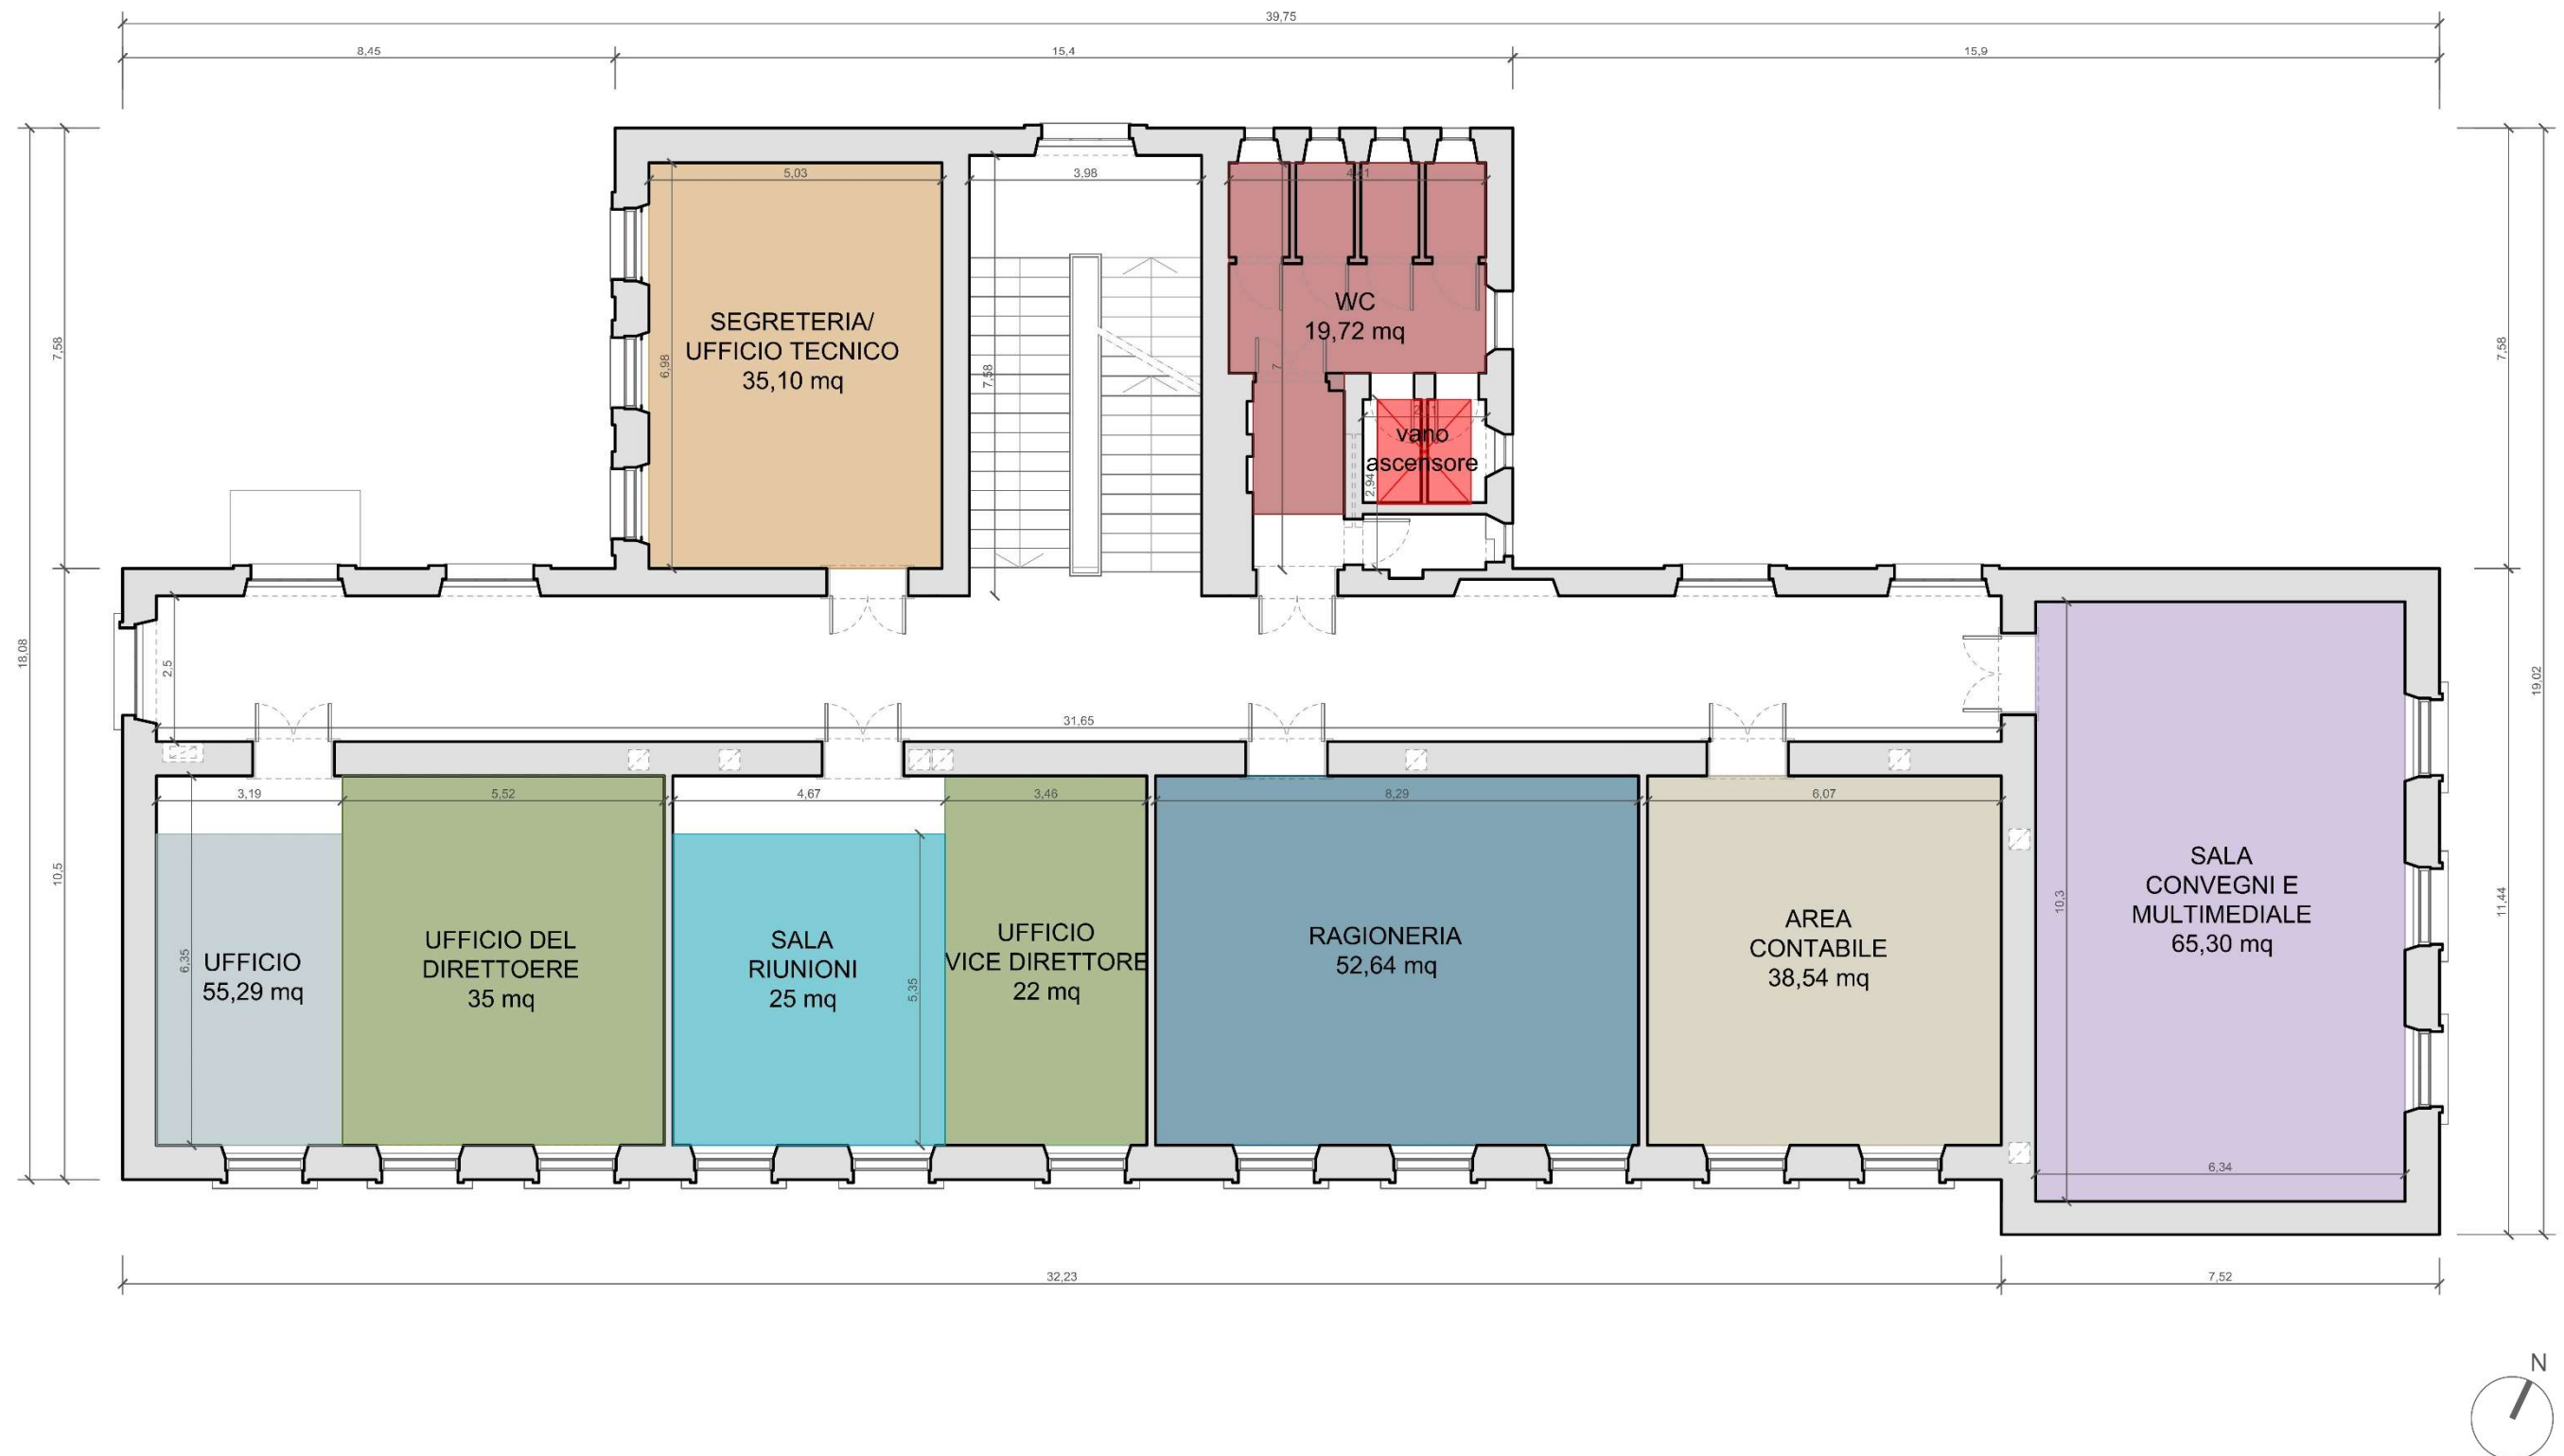 39,75
8,45
15,4
15,9
5,03
3,98
4,21
7,58
7,58
SEGRETERIA/
UFFICIO TECNICO
35,10 mq
6,98
7,58
WC
19,72 mq
7
vano
ascensore
2,94
18,08
2,5
19,02
31,65
3,19
5,52
4,67
3,46
8,29
6,07
10,5
11,44
10,3
6,35
5,35
UFFICIO
55,29 mq
UFFICIO DEL
DIRETTOERE
35 mq
SALA
RIUNIONI
25 mq
UFFICIO
VICE DIRETTORE
22 mq
RAGIONERIA
52,64 mq
AREA
CONTABILE
38,54 mq
SALA
CONVEGNI E
MULTIMEDIALE
65,30 mq
6,34
32,23
7,52
N